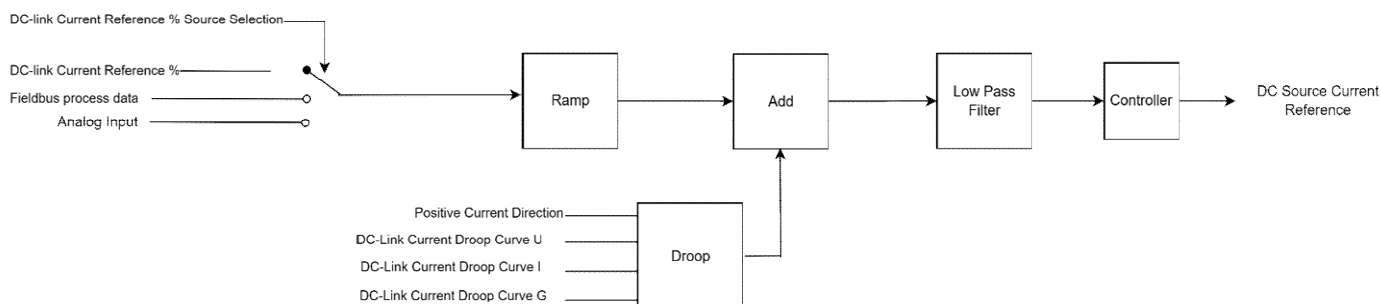 DC-link Current Reference % Source Selection
DC-link Current Reference %
Fieldbus process data
Analog Input
Ramp
Add
Low Pass
Filter
Controller
DC Source Current
Reference
Positive Current Direction
DC-Link Current Droop Curve U
DC-Link Current Droop Curve I
DC-Link Current Droop Curve G
Droop